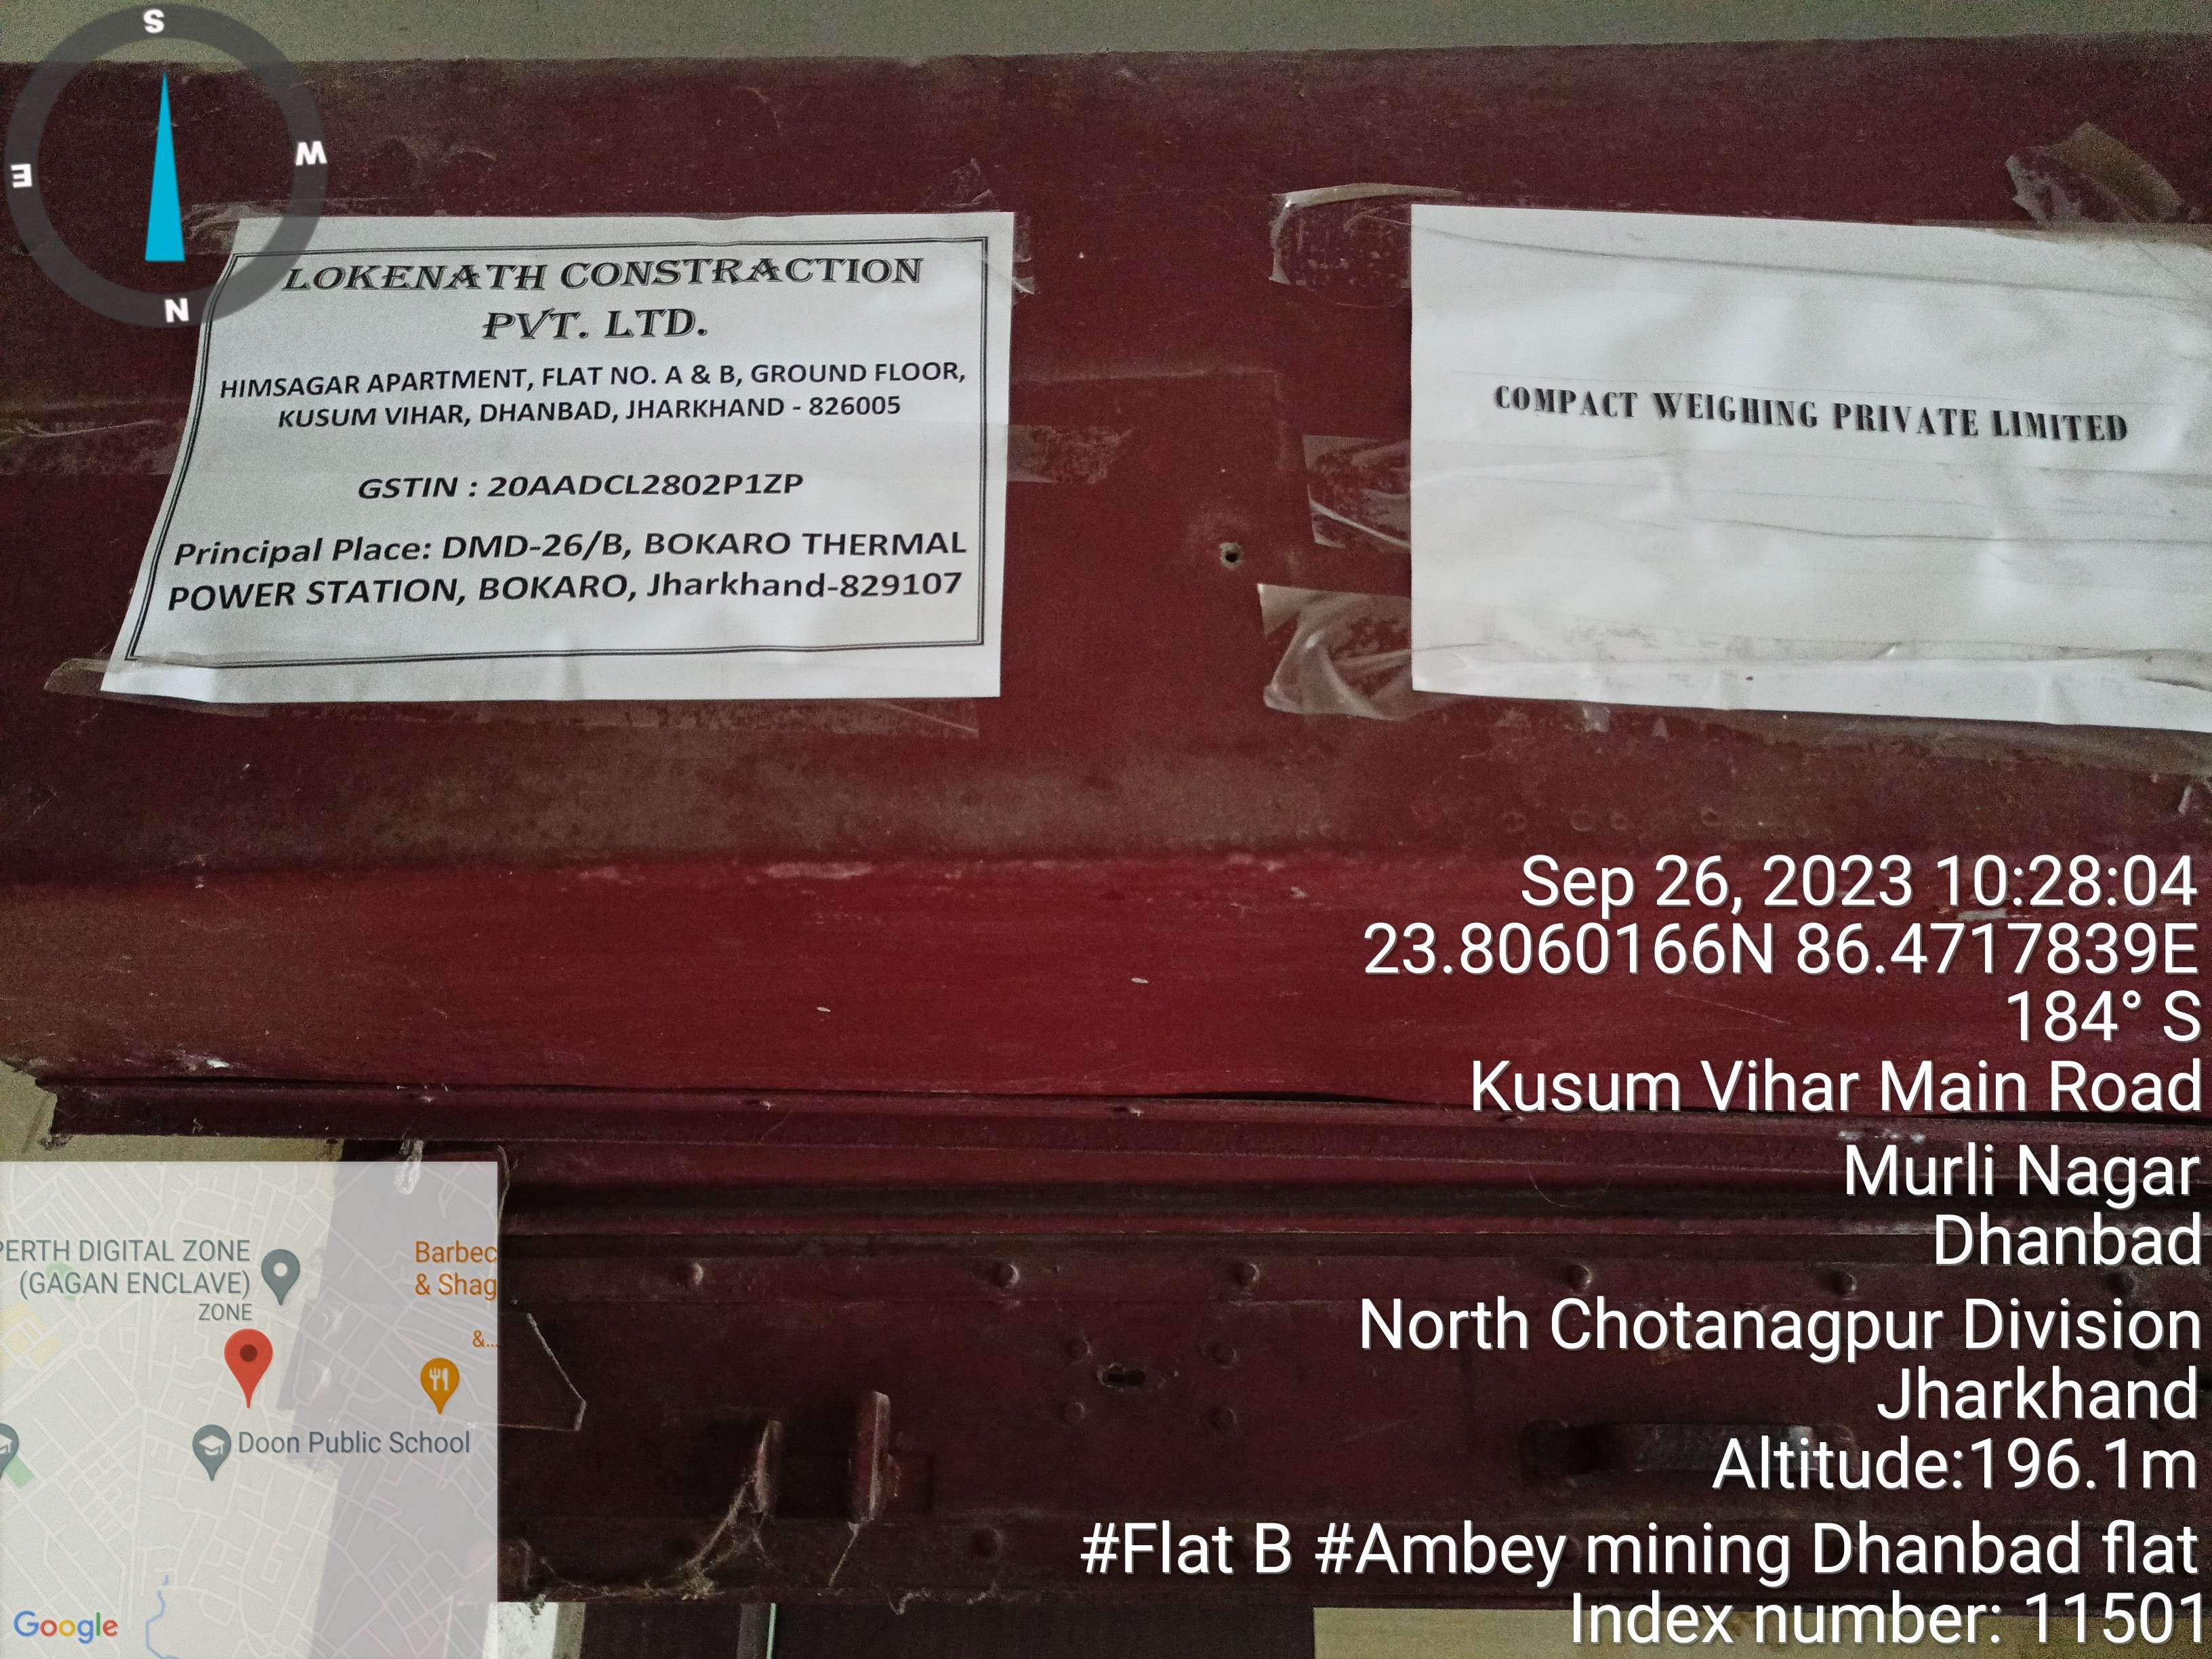 S
W
E
N
LOKENATH CONSTRACTION
PVT. LTD.
HIMSAGAR APARTMENT, FLAT NO. A & B, GROUND FLOOR,
KUSUM VIHAR, DHANBAD, JHARKHAND - 826005
GSTIN : 20AADCL2802P1ZP
Principal Place: DMD-26/B, BOKARO THERMAL
POWER STATION, BOKARO, Jharkhand-829107
COMPACT WEIGHING PRIVATE LIMITED
Sep 26, 2023 10:28:04
23.8060166N 86.4717839E
184° S
Kusum Vihar Main Road
Murli Nagar
Dhanbad
North Chotanagpur Division
Jharkhand
Altitude:196.1m
#Flat B #Ambey mining Dhanbad flat
Index number: 11501
PERTH DIGITAL ZONE
(GAGAN ENCLAVE)
ZONE
Barbec
& Shag
&...
Doon Public School
Google